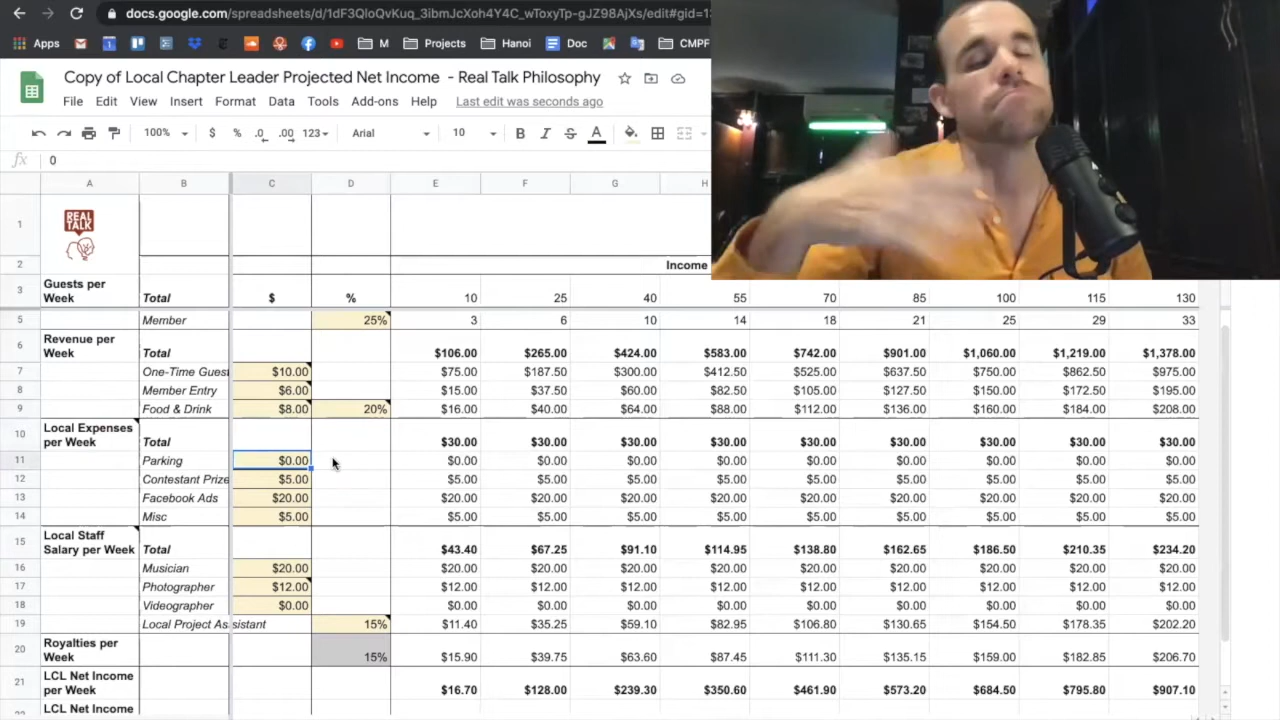 docs.google.com/spreadsheets/d/1dF3QloQvKuq_3ibmJcXoh4Y4C_wToxyTp-gJZ98AjXs/edit#gid=1
Apps M Projects Hanoi Doc CMPF
Copy of Local Chapter Leader Projected Net Income - Real Talk Philosophy
File Edit View Insert Format Data Tools Add-ons Help Last edit was seconds ago
100% $ % .0 .00 123 Arial 10 B I S A
fx 0
A B C D E F G H
1 REAL TALK
2 Income
3 Guests per Week Total $ % 10 25 40 55 70 85 100 115 130
5 Member 25% 3 6 10 14 18 21 25 29 33
6 Revenue per Week Total $106.00 $265.00 $424.00 $583.00 $742.00 $901.00 $1,060.00 $1,219.00 $1,378.00
7 One-Time Guest $10.00 $75.00 $187.50 $300.00 $412.50 $525.00 $637.50 $750.00 $862.50 $975.00
8 Member Entry $6.00 $15.00 $37.50 $60.00 $82.50 $105.00 $127.50 $150.00 $172.50 $195.00
9 Food & Drink $8.00 20% $16.00 $40.00 $64.00 $88.00 $112.00 $136.00 $160.00 $184.00 $208.00
10 Local Expenses per Week Total $30.00 $30.00 $30.00 $30.00 $30.00 $30.00 $30.00 $30.00 $30.00
11 Parking $0.00 $0.00 $0.00 $0.00 $0.00 $0.00 $0.00 $0.00 $0.00 $0.00
12 Contestant Prize $5.00 $5.00 $5.00 $5.00 $5.00 $5.00 $5.00 $5.00 $5.00 $5.00
13 Facebook Ads $20.00 $20.00 $20.00 $20.00 $20.00 $20.00 $20.00 $20.00 $20.00 $20.00
14 Misc $5.00 $5.00 $5.00 $5.00 $5.00 $5.00 $5.00 $5.00 $5.00 $5.00
15 Local Staff Salary per Week Total $43.40 $67.25 $91.10 $114.95 $138.80 $162.65 $186.50 $210.35 $234.20
16 Musician $20.00 $20.00 $20.00 $20.00 $20.00 $20.00 $20.00 $20.00 $20.00 $20.00
17 Photographer $12.00 $12.00 $12.00 $12.00 $12.00 $12.00 $12.00 $12.00 $12.00 $12.00
18 Videographer $0.00 $0.00 $0.00 $0.00 $0.00 $0.00 $0.00 $0.00 $0.00 $0.00
19 Local Project Assistant 15% $11.40 $35.25 $59.10 $82.95 $106.80 $130.65 $154.50 $178.35 $202.20
20 Royalties per Week 15% $15.90 $39.75 $63.60 $87.45 $111.30 $135.15 $159.00 $182.85 $206.70
21 LCL Net Income per Week $16.70 $128.00 $239.30 $350.60 $461.90 $573.20 $684.50 $795.80 $907.10
LCL Net Income